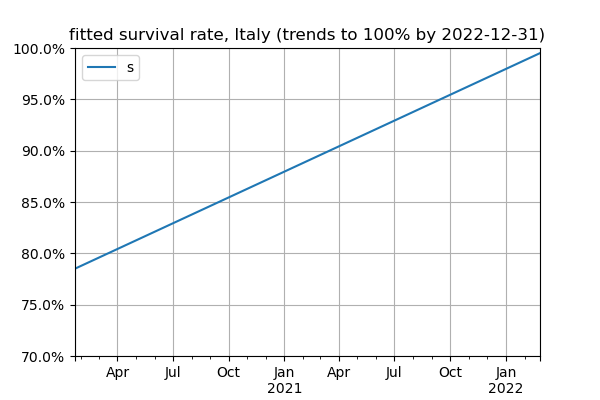 fitted survival rate, Italy (trends to 100% by 2022-12-31)
100.0%
95.0%
90.0%
85.0%
80.0%
75.0%
70.0%
s
Apr Jul Oct Jan Apr Jul Oct Jan
2021 2022